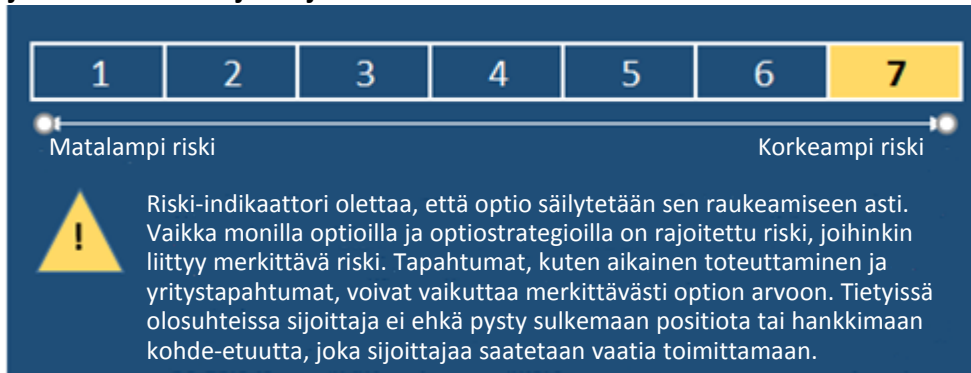 1 2 3 4 5 6 7
Matalampi riski Korkeampi riski
! Riski-indikaattori olettaa, että optio säilytetään sen raukeamiseen asti.
Vaikka monilla optioilla ja optiostrategioilla on rajoitettu riski, joihinkin
liittyy merkittävä riski. Tapahtumat, kuten aikainen toteuttaminen ja
yritystapahtumat, voivat vaikuttaa merkittävästi option arvoon. Tietyissä
olosuhteissa sijoittaja ei ehkä pysty sulkemaan positiota tai hankkimaan
kohde-etuutta, joka sijoittajaa saatetaan vaatia toimittamaan.